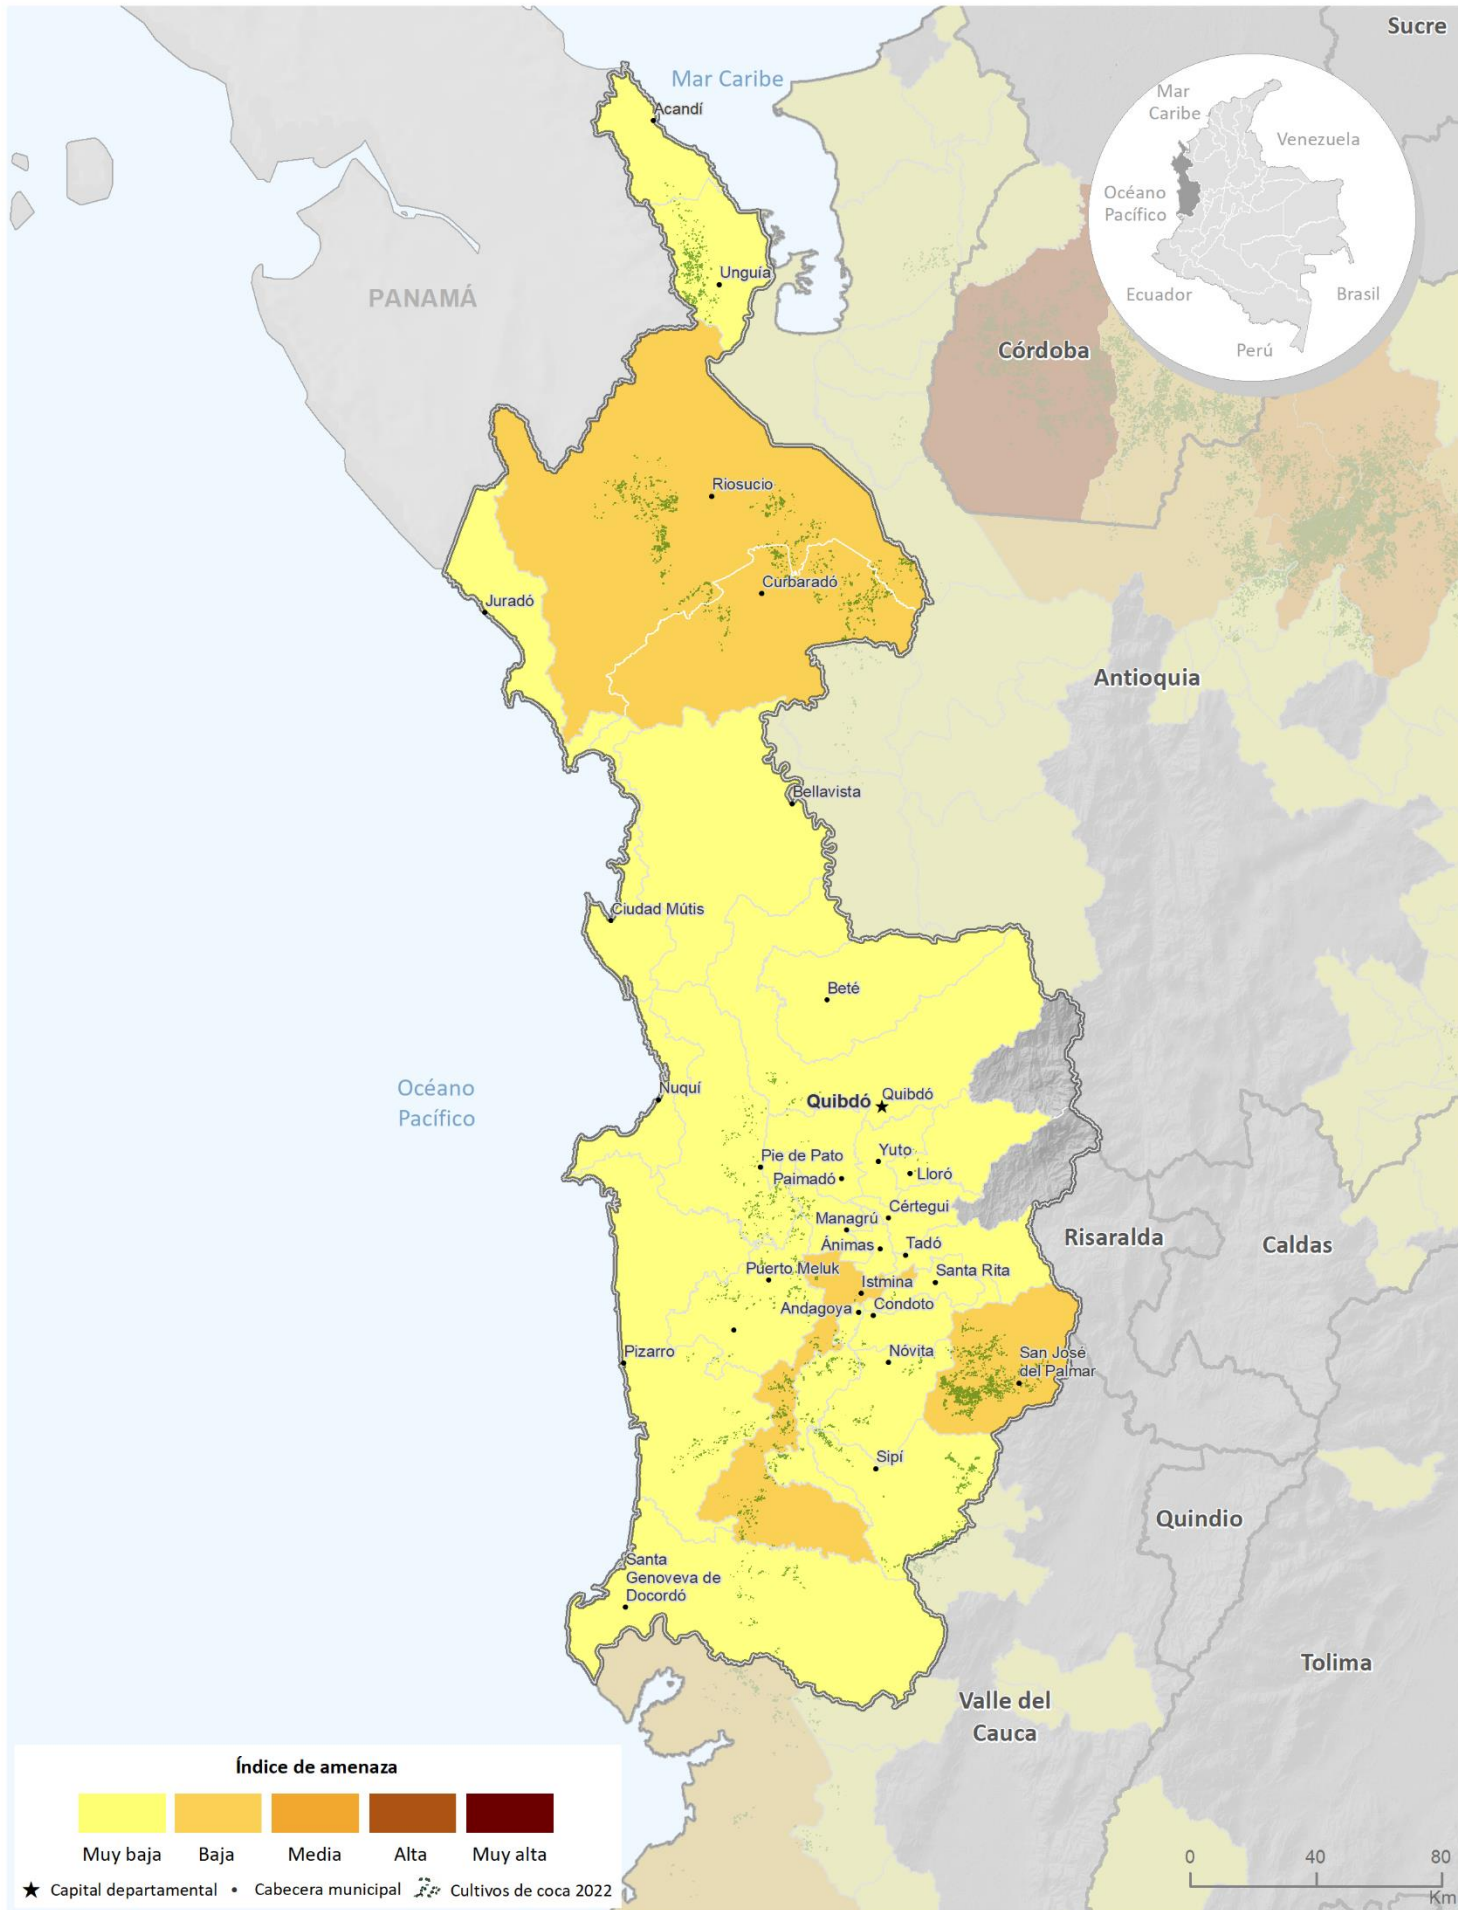 Sucre
Mar Caribe
Acandí
Mar
Caribe
Venezuela
Océano
Pacífico
Ecuador
Brasil
Perú
Unguía
PANAMÁ
Córdoba
Riosucio
Curbaradó
Juradó
Antioquia
Bellavista
Ciudad Mútis
Beté
Océano
Pacífico
Nuquí
Quibdó
Quibdó
Pie de Pato
Yuto
Paimadó
Lloró
Managrú
Cértegui
Ánimas
Tadó
Risaralda
Caldas
Puerto Meluk
Istmina
Santa Rita
Andagoya
Condoto
Pizarro
Nóvita
San José
del Palmar
Sipí
Quindio
Santa
Genoveva de
Docordó
Tolima
Valle del
Cauca
Índice de amenaza
Muy baja
Baja
Media
Alta
Muy alta
Capital departamental
Cabecera municipal
Cultivos de coca 2022
0 40 80
Km